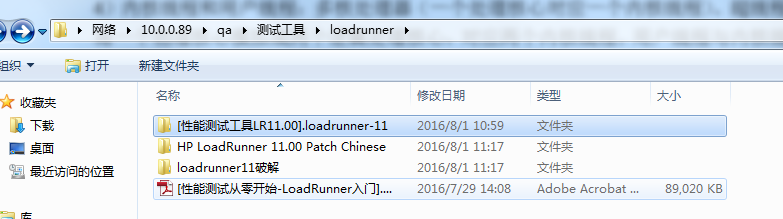 网络 10.0.0.89 qa 测试工具 loadrunner
组织 打开 新建文件夹
名称 修改日期 类型 大小
收藏夹
下载
桌面
最近访问的位置
库
[性能测试工具LR11.00].loadrunner-11 2016/8/1 10:59 文件夹
HP LoadRunner 11.00 Patch Chinese 2016/8/1 11:17 文件夹
loadrunner11破解 2016/8/1 11:17 文件夹
[性能测试从零开始-LoadRunner入门].... 2016/7/29 14:08 Adobe Acrobat ... 89,020 KB